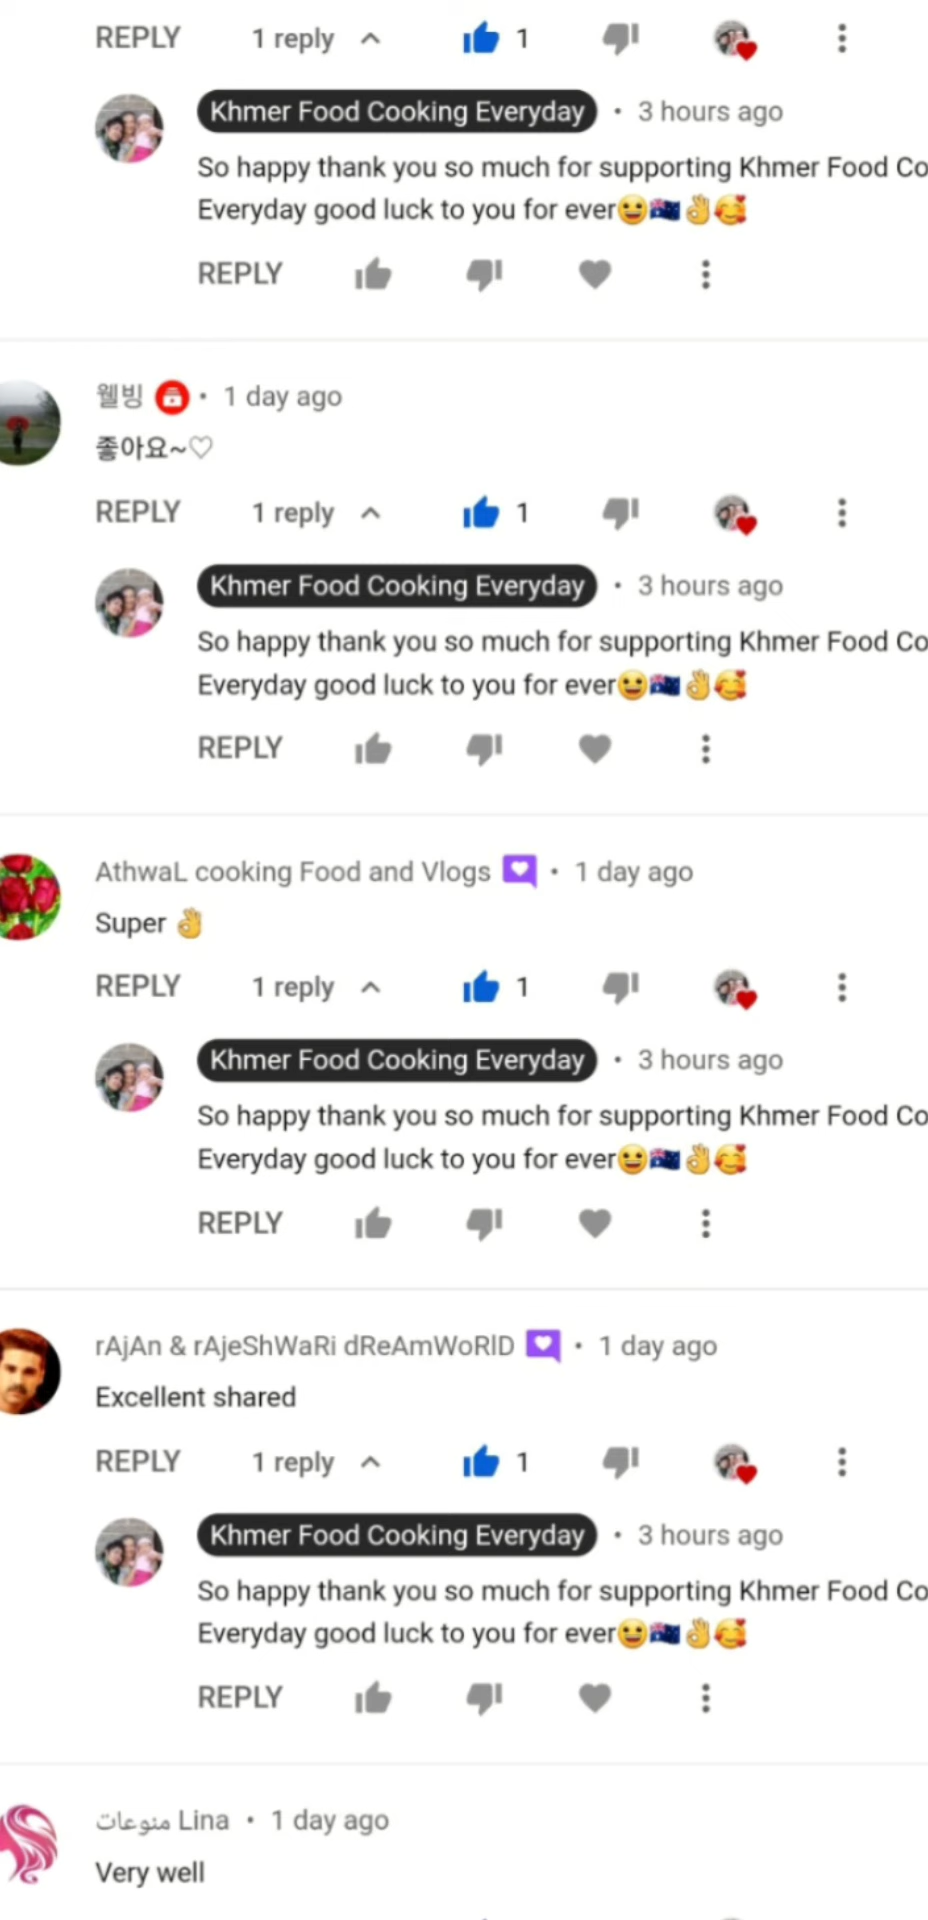 REPLY 1 reply 1
Khmer Food Cooking Everyday • 3 hours ago
So happy thank you so much for supporting Khmer Food Co
Everyday good luck to you for ever😀🇦🇺👌🥰
REPLY
웰빙 • 1 day ago
좋아요~♡
REPLY 1 reply 1
Khmer Food Cooking Everyday • 3 hours ago
So happy thank you so much for supporting Khmer Food Co
Everyday good luck to you for ever😀🇦🇺👌🥰
REPLY
AthwaL cooking Food and Vlogs • 1 day ago
Super 👌
REPLY 1 reply 1
Khmer Food Cooking Everyday • 3 hours ago
So happy thank you so much for supporting Khmer Food Co
Everyday good luck to you for ever😀🇦🇺👌🥰
REPLY
rAjAn & rAjeShWaRi dReAmWoRlD • 1 day ago
Excellent shared
REPLY 1 reply 1
Khmer Food Cooking Everyday • 3 hours ago
So happy thank you so much for supporting Khmer Food Co
Everyday good luck to you for ever😀🇦🇺👌🥰
REPLY
منوعات Lina • 1 day ago
Very well